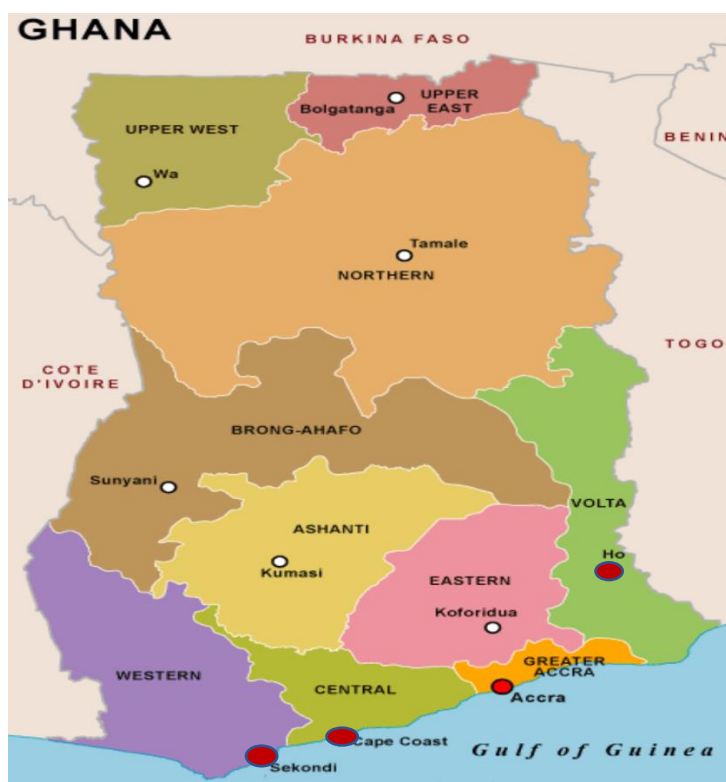 GHANA
BURKINA FASO
UPPER
EAST
Bolgatanga
UPPER WEST
BENIN
Wa
Tamale
NORTHERN
TOGO
COTE
D'IVOIRE
BRONG-AHAFO
Sunyani
VOLTA
ASHANTI
Ho
Kumasi
EASTERN
Koforidua
GREATER
ACCRA
WESTERN
CENTRAL
Accra
Cape Coast
Gulf of Guinea
Sekondi